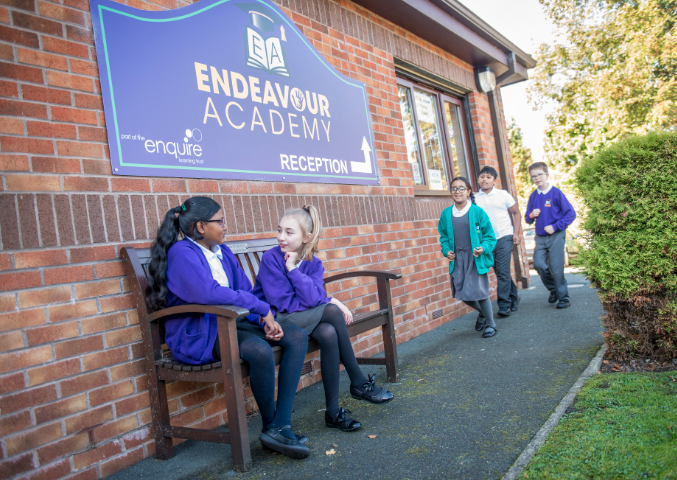 EA
ENDEAVOUR
ACADEMY
part of the
enquire
learning trust
RECEPTION